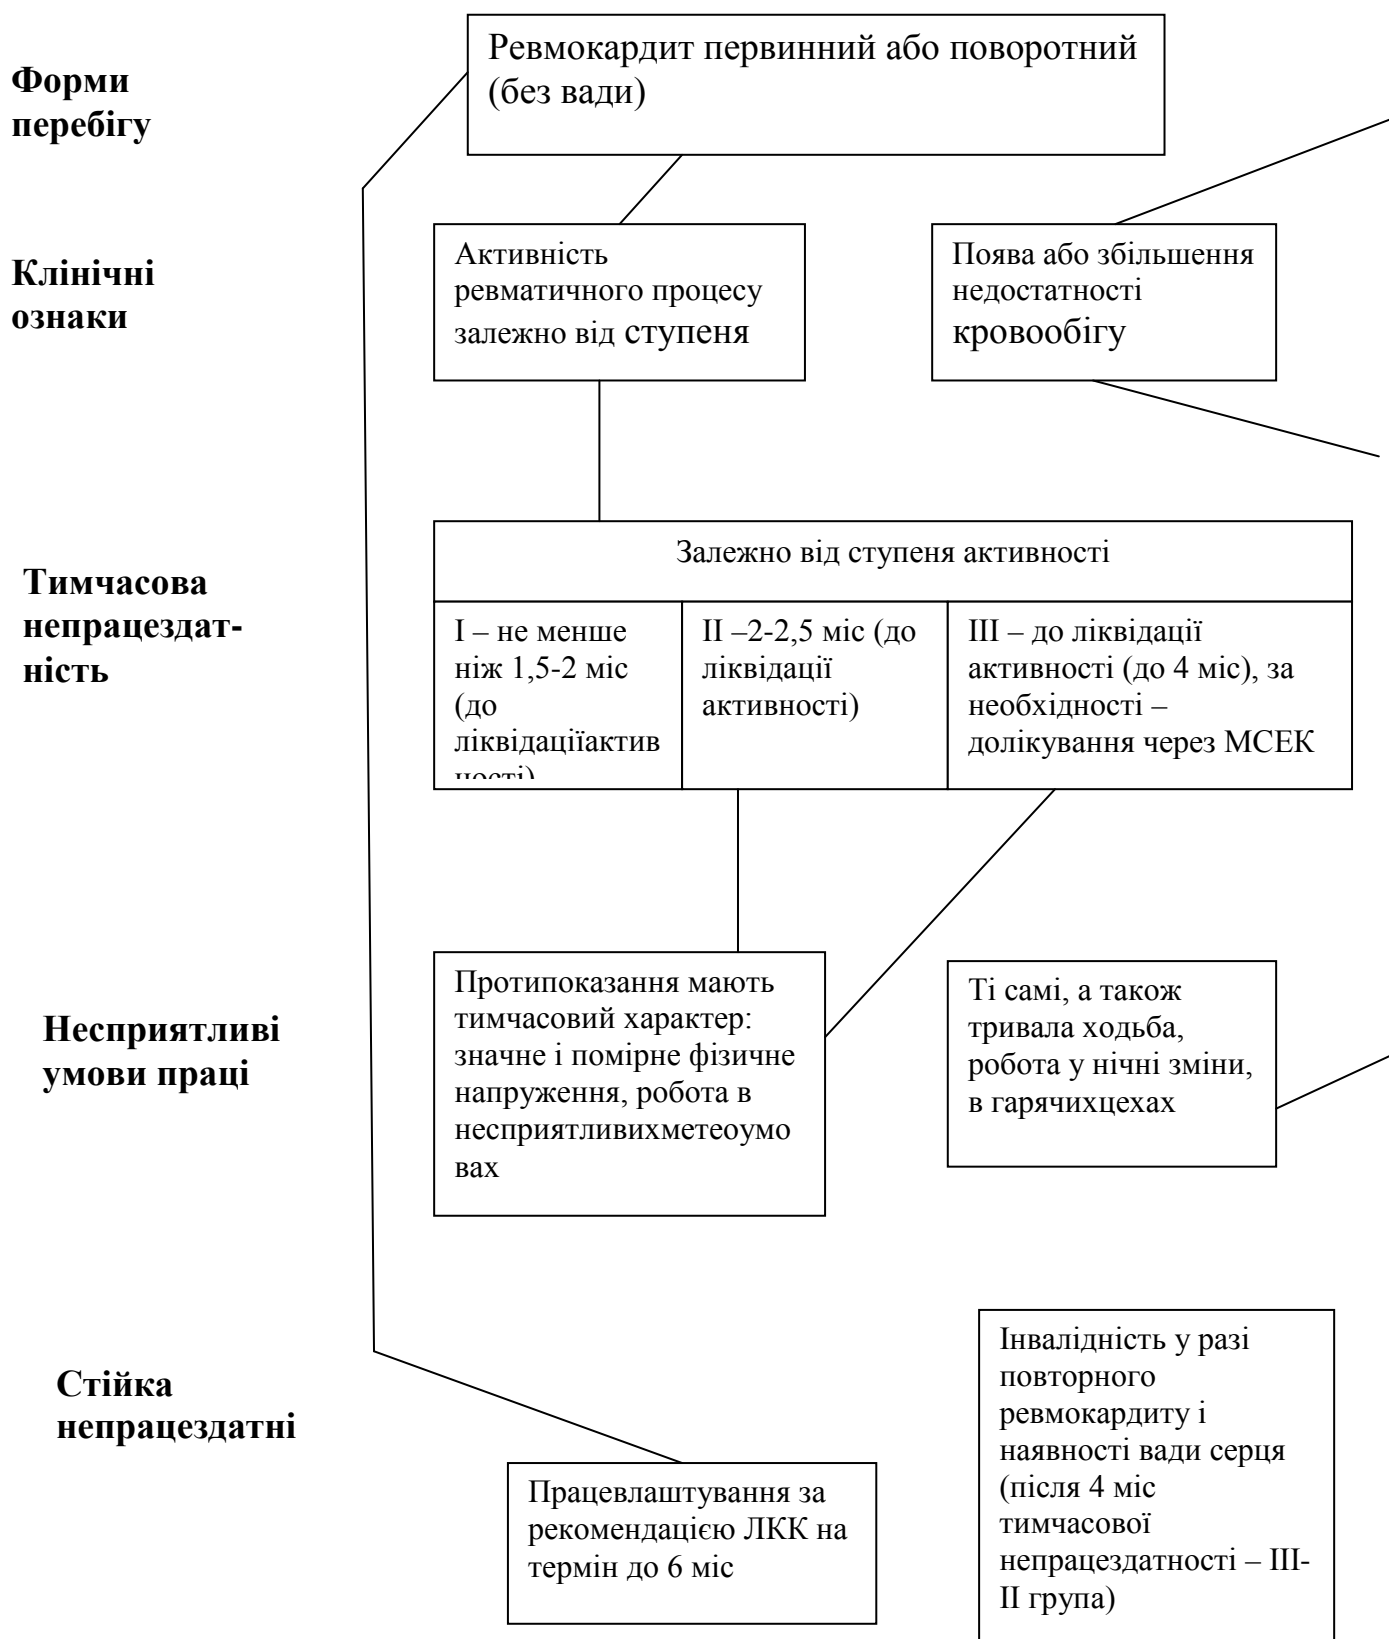 Ревмокардит первинний або поворотний
(без вади)
Форми
перебігу
Клінічні
ознаки
Активність
ревматичного процесу
залежно від ступеня
Поява або збільшення
недостатності
кровообігу
Тимчасова
непрацездат-
ність
Залежно від ступеня активності
I – не менше
ніж 1,5-2 міс
(до
ліквідаціїактив
ності)
II –2-2,5 міс (до
ліквідації
активності)
III – до ліквідації
активності (до 4 міс), за
необхідності –
долікування через МСЕК
Несприятливі
умови праці
Протипоказання мають
тимчасовий характер:
значне і помірне фізичне
напруження, робота в
несприятливихметеоумо
вах
Ті самі, а також
тривала ходьба,
робота у нічні зміни,
в гарячихцехах
Стійка
непрацездатні
Працевлаштування за
рекомендацією ЛКК на
термін до 6 міс
Інвалідність у разі
повторного
ревмокардиту і
наявності вади серця
(після 4 міс
тимчасової
непрацездатності – III-
II група)